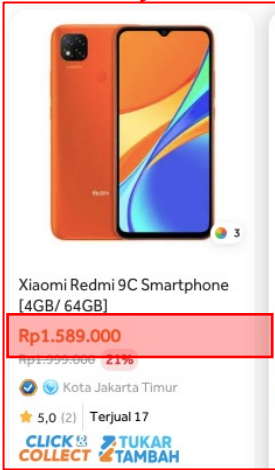 Redmi
3
Xiaomi Redmi 9C Smartphone
[4GB/ 64GB]
Rp1.589.000
Rp1.999.000 21%
Kota Jakarta Timur
5,0 (2) Terjual 17
CLICK & COLLECT TUKAR TAMBAH